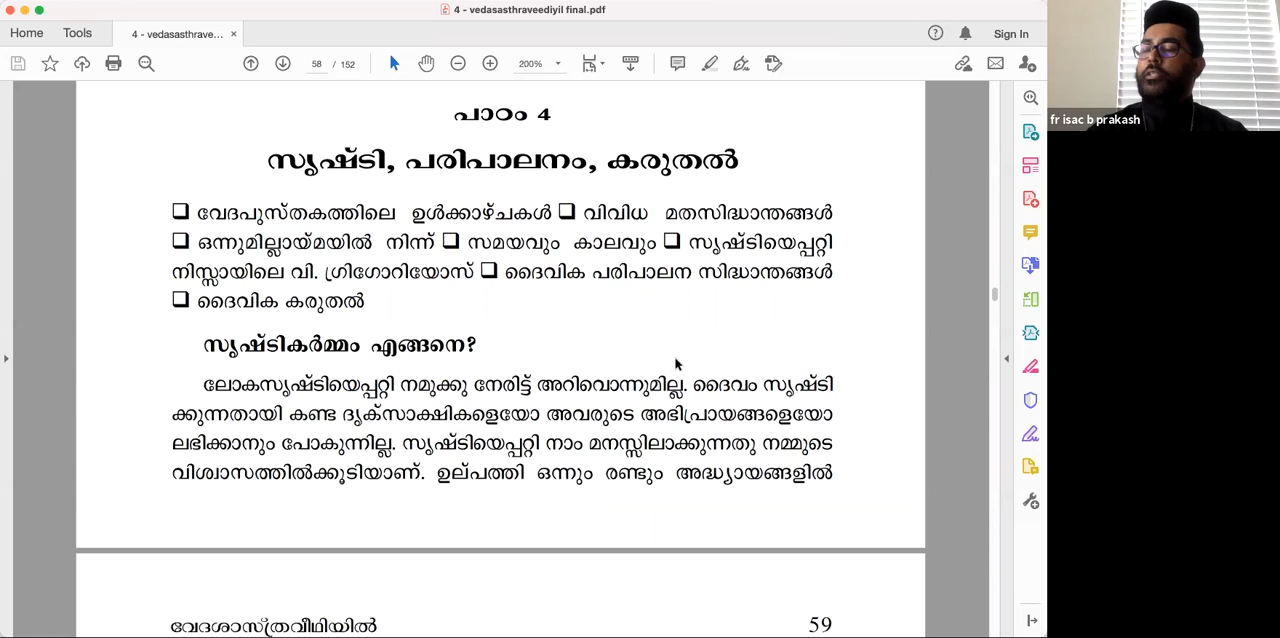 4 - vedasasthraveediyil final.pdf
Home Tools 4 - vedasasthrave... × Sign In
58 / 152 200%
പാഠം 4
സൃഷ്ടി, പരിപാലനം, കരുതൽ
❑ വേദപുസ്തകത്തിലെ ഉൾക്കാഴ്ചകൾ ❑ വിവിധ മതസിദ്ധാന്തങ്ങൾ
❑ ഒന്നുമില്ലായ്മയിൽ നിന്ന് ❑ സമയവും കാലവും ❑ സൃഷ്ടിയെപ്പറ്റി
നിസ്സായിലെ വി. ഗ്രിഗോറിയോസ് ❑ ദൈവിക പരിപാലന സിദ്ധാന്തങ്ങൾ
❑ ദൈവിക കരുതൽ
സൃഷ്ടികർമ്മം എങ്ങനെ?
ലോകസൃഷ്ടിയെപ്പറ്റി നമുക്കു നേരിട്ട് അറിവൊന്നുമില്ല. ദൈവം സൃഷ്ടി
ക്കുന്നതായി കണ്ട ദൃക്സാക്ഷികളെയോ അവരുടെ അഭിപ്രായങ്ങളെയോ
ലഭിക്കാനും പോകുന്നില്ല. സൃഷ്ടിയെപ്പറ്റി നാം മനസ്സിലാക്കുന്നതു നമ്മുടെ
വിശ്വാസത്തിൽക്കൂടിയാണ്. ഉല്പത്തി ഒന്നും രണ്ടും അദ്ധ്യായങ്ങളിൽ
വേദശാസ്ത്രവീഥിയിൽ 59
fr isac b prakash